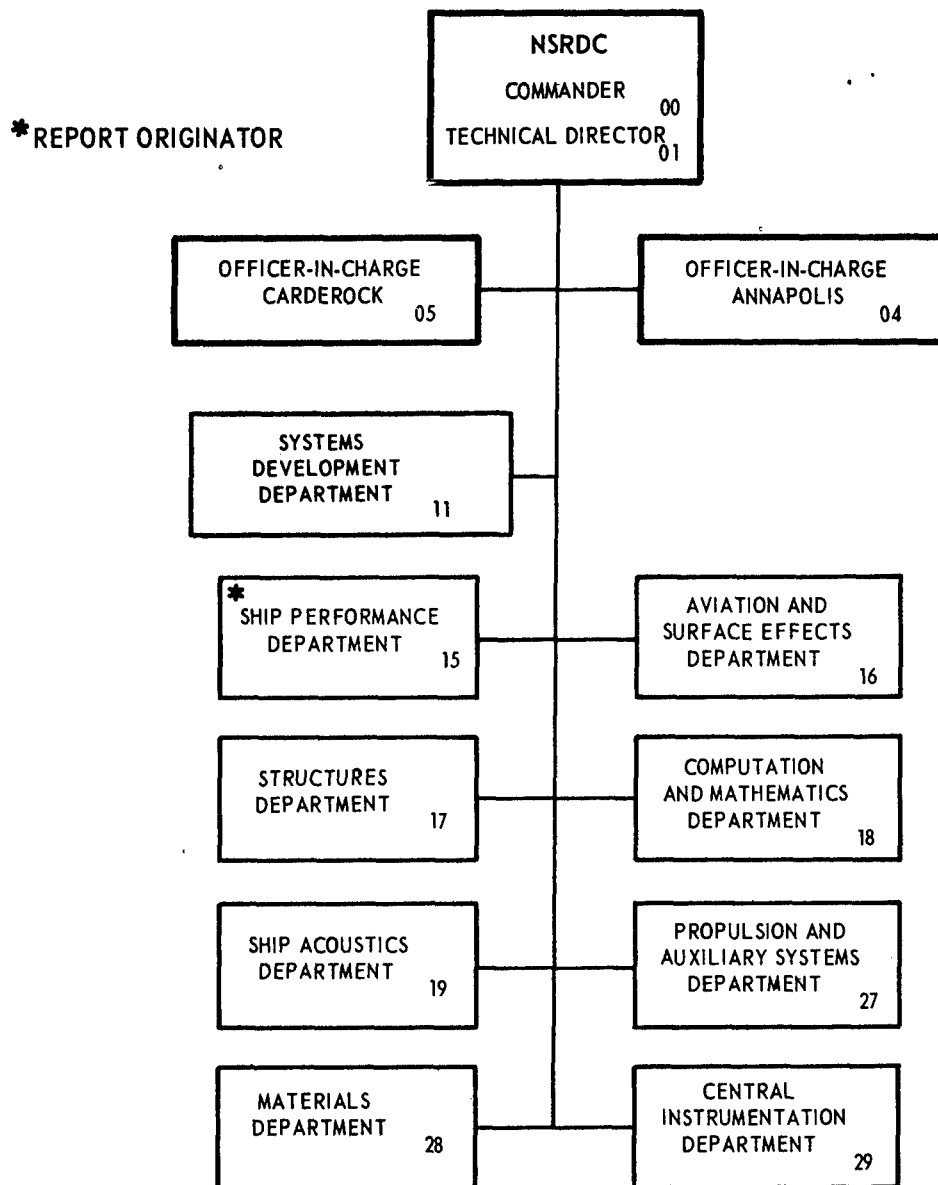 NSRDC
COMMANDER
00
TECHNICAL DIRECTOR
01
*REPORT ORIGINATOR
OFFICER-IN-CHARGE
CARDEROCK
05
OFFICER-IN-CHARGE
ANNAPOLIS
04
SYSTEMS
DEVELOPMENT
DEPARTMENT
11
*
SHIP PERFORMANCE
DEPARTMENT
15
AVIATION AND
SURFACE EFFECTS
DEPARTMENT
16
STRUCTURES
DEPARTMENT
17
COMPUTATION
AND MATHEMATICS
DEPARTMENT
18
SHIP ACOUSTICS
DEPARTMENT
19
PROPULSION AND
AUXILIARY SYSTEMS
DEPARTMENT
27
MATERIALS
DEPARTMENT
28
CENTRAL
INSTRUMENTATION
DEPARTMENT
29